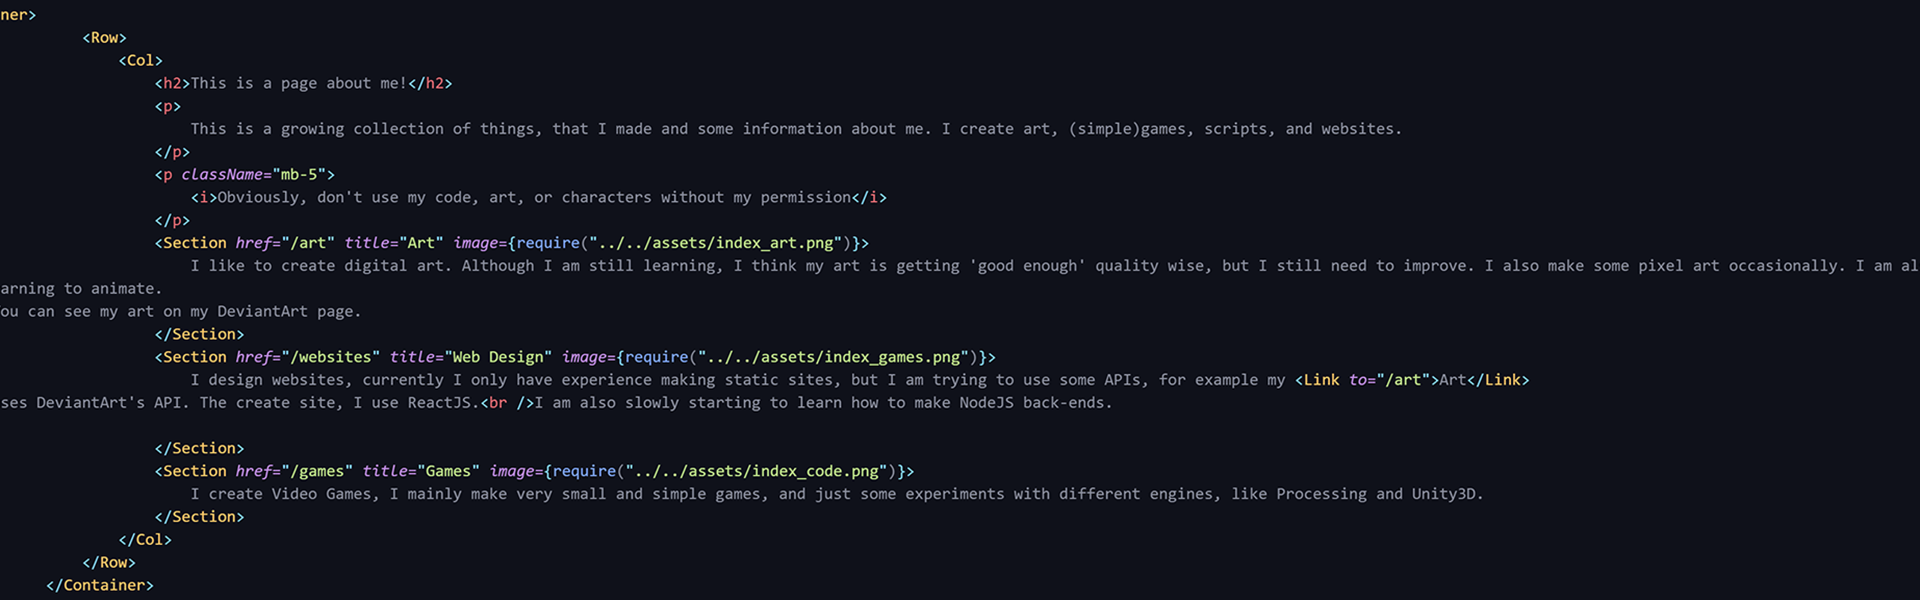 ner>
<Row>
<Col>
<h2>This is a page about me!</h2>
<p>
This is a growing collection of things, that I made and some information about me. I create art, (simple)games, scripts, and websites.
</p>
<p className="mb-5">
<i>Obviously, don't use my code, art, or characters without my permission</i>
</p>
<Section href="/art" title="Art" image={require("../../assets/index_art.png")}>
I like to create digital art. Although I am still learning, I think my art is getting 'good enough' quality wise, but I still need to improve. I also make some pixel art occasionally. I am al
arning to animate.
ou can see my art on my DeviantArt page.
</Section>
<Section href="/websites" title="Web Design" image={require("../../assets/index_games.png")}>
I design websites, currently I only have experience making static sites, but I am trying to use some APIs, for example my <Link to="/art">Art</Link>
ses DeviantArt's API. The create site, I use ReactJS.<br />I am also slowly starting to learn how to make NodeJS back-ends.
</Section>
<Section href="/games" title="Games" image={require("../../assets/index_code.png")}>
I create Video Games, I mainly make very small and simple games, and just some experiments with different engines, like Processing and Unity3D.
</Section>
</Col>
</Row>
</Container>